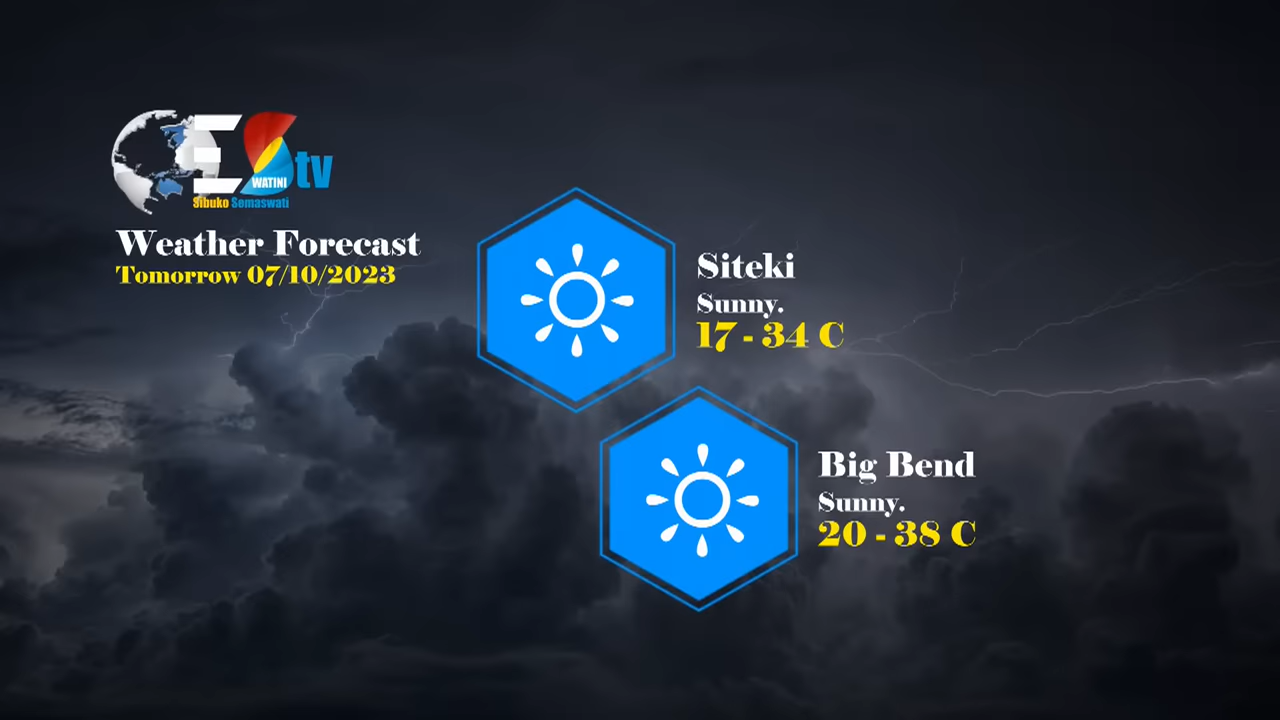 ES
WATINI
tv
Sibuko Semaswati
Weather Forecast
Tomorrow 07/10/2023
Siteki
Sunny.
17 - 34 C
Big Bend
Sunny.
20 - 38 C